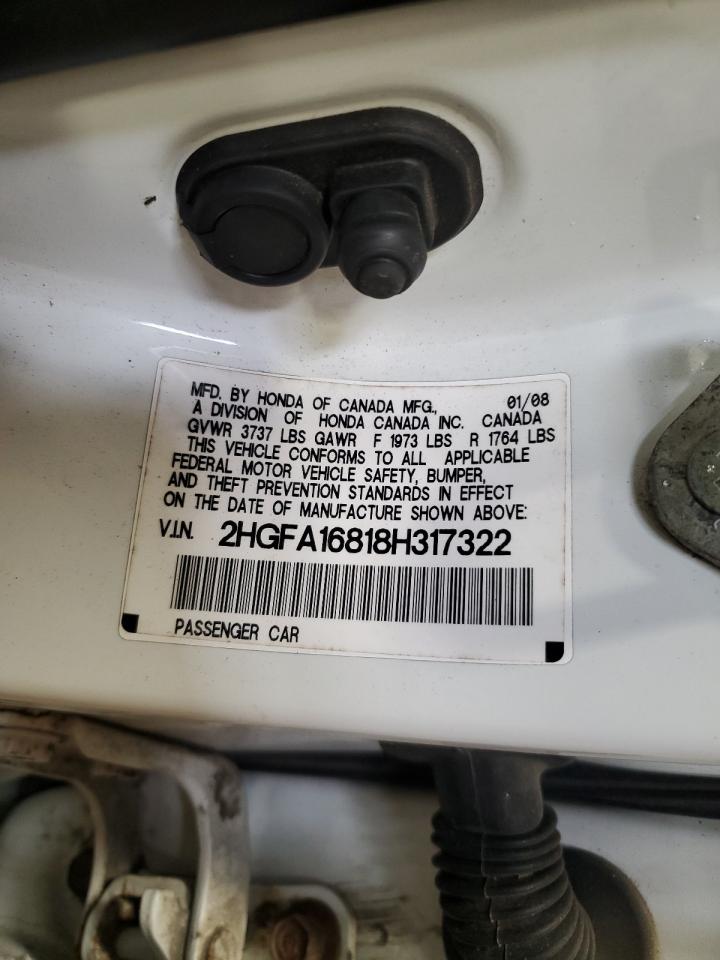 MFD. BY HONDA OF CANADA MFG., 01/08
A DIVISION OF HONDA CANADA INC. CANADA
GVWR 3737 LBS GAWR F 1973 LBS R 1764 LBS
THIS VEHICLE CONFORMS TO ALL APPLICABLE
FEDERAL MOTOR VEHICLE SAFETY, BUMPER,
AND THEFT PREVENTION STANDARDS IN EFFECT
ON THE DATE OF MANUFACTURE SHOWN ABOVE:
V.I.N. 2HGFA16818H317322
PASSENGER CAR